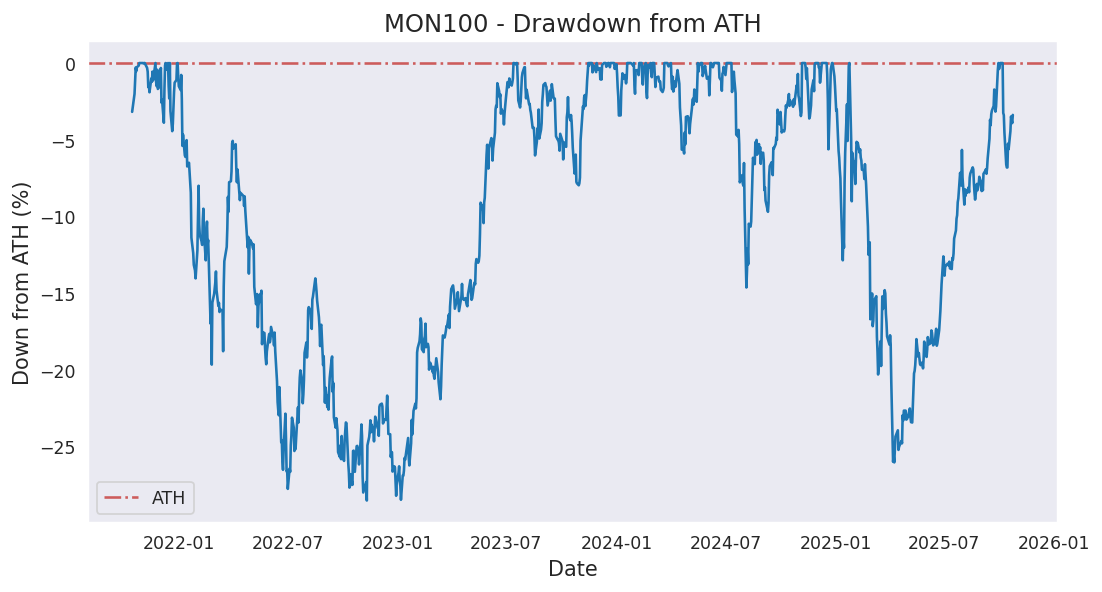 MON100 - Drawdown from ATH
Down from ATH (%)
0
−5
−10
−15
−20
−25
ATH
2022-01 2022-07 2023-01 2023-07 2024-01 2024-07 2025-01 2025-07 2026-01
Date